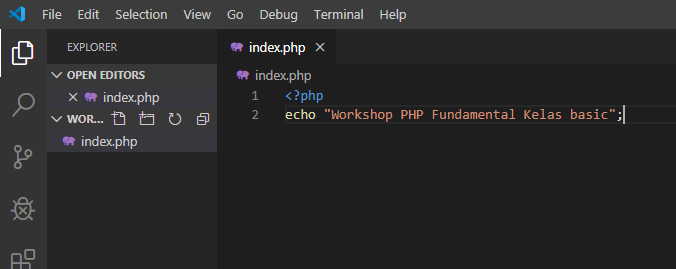 File Edit Selection View Go Debug Terminal Help
EXPLORER
OPEN EDITORS
index.php
WOR...
index.php
index.php
index.php
1 <?php
2 echo "Workshop PHP Fundamental Kelas basic";